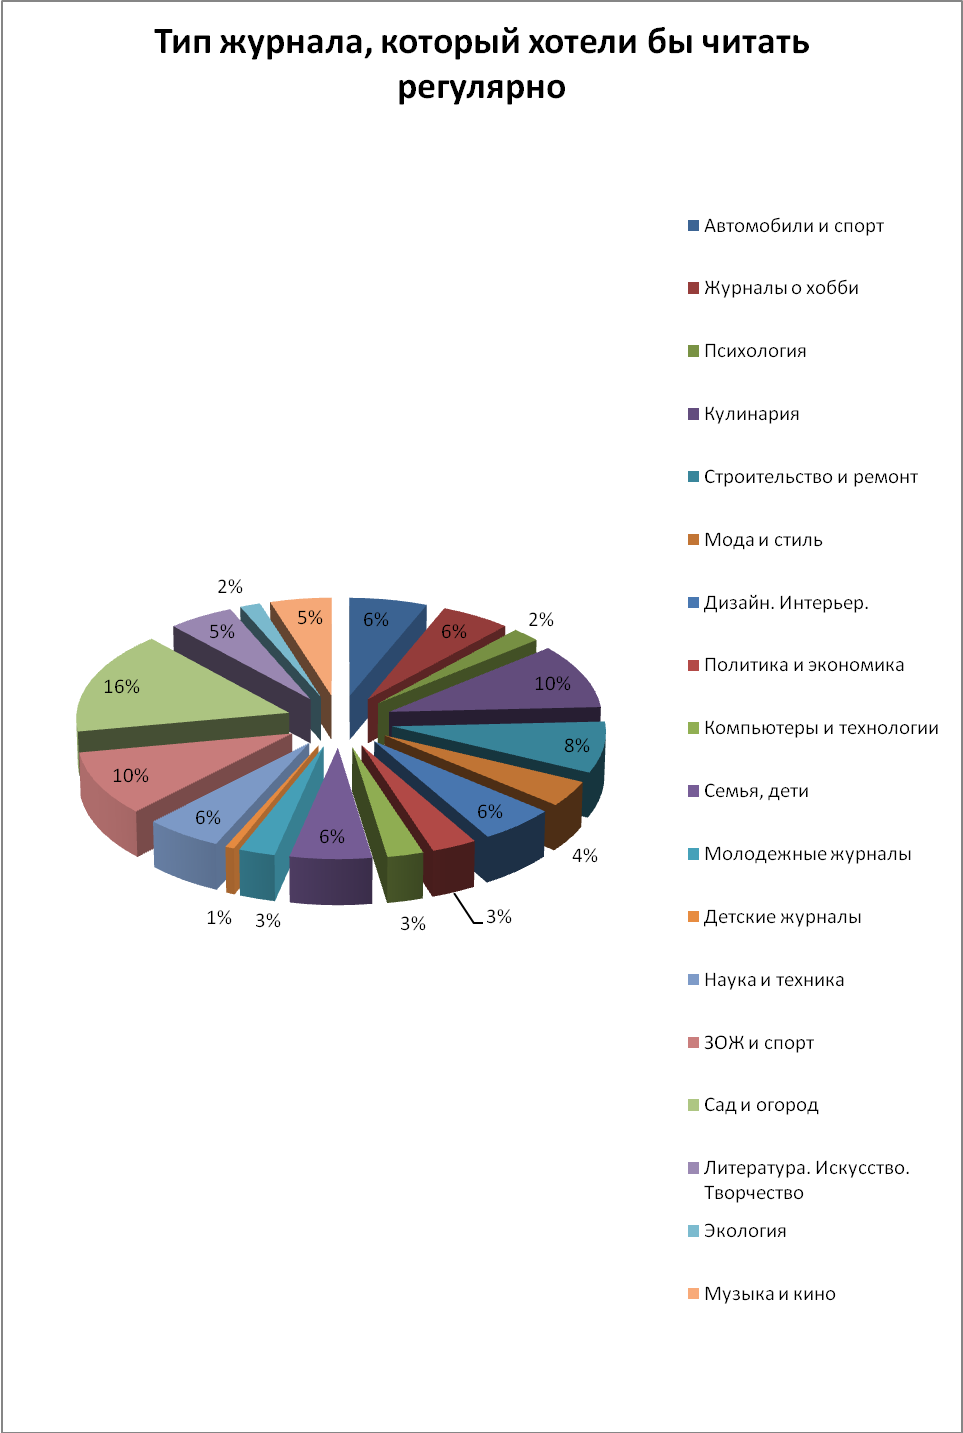 Тип журнала, который хотели бы читать
регулярно
Автомобили и спорт
Журналы о хобби
Психология
Кулинария
Строительство и ремонт
Мода и стиль
Дизайн. Интерьер.
Политика и экономика
Компьютеры и технологии
Семья, дети
Молодежные журналы
Детские журналы
Наука и техника
ЗОЖ и спорт
Сад и огород
Литература. Искусство.
Творчество
Экология
Музыка и кино
6%
6%
2%
10%
8%
4%
6%
3%
3%
6%
3%
1%
6%
10%
16%
5%
2%
5%